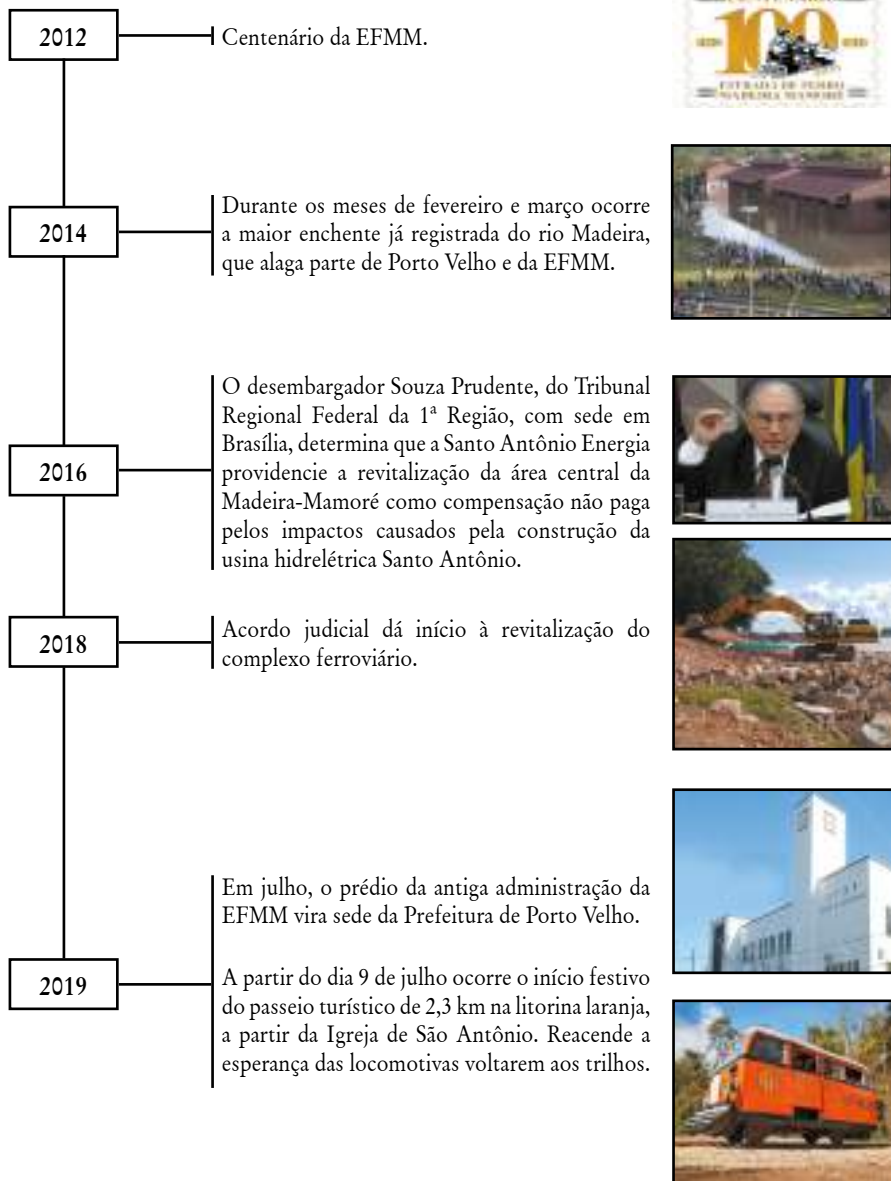 2012
Centenário da EFMM.
CENTENÁRIO
100
ESTRADA DE FERRO
MADEIRA MAMORÉ
2014
Durante os meses de fevereiro e março ocorre
a maior enchente já registrada do rio Madeira,
que alaga parte de Porto Velho e da EFMM.
2016
O desembargador Souza Prudente, do Tribunal
Regional Federal da 1ª Região, com sede em
Brasília, determina que a Santo Antônio Energia
providencie a revitalização da área central da
Madeira-Mamoré como compensação não paga
pelos impactos causados pela construção da
usina hidrelétrica Santo Antônio.
2018
Acordo judicial dá início à revitalização do
complexo ferroviário.
2019
Em julho, o prédio da antiga administração da
EFMM vira sede da Prefeitura de Porto Velho.
A partir do dia 9 de julho ocorre o início festivo
do passeio turístico de 2,3 km na litorina laranja,
a partir da Igreja de São Antônio. Reacende a
esperança das locomotivas voltarem aos trilhos.